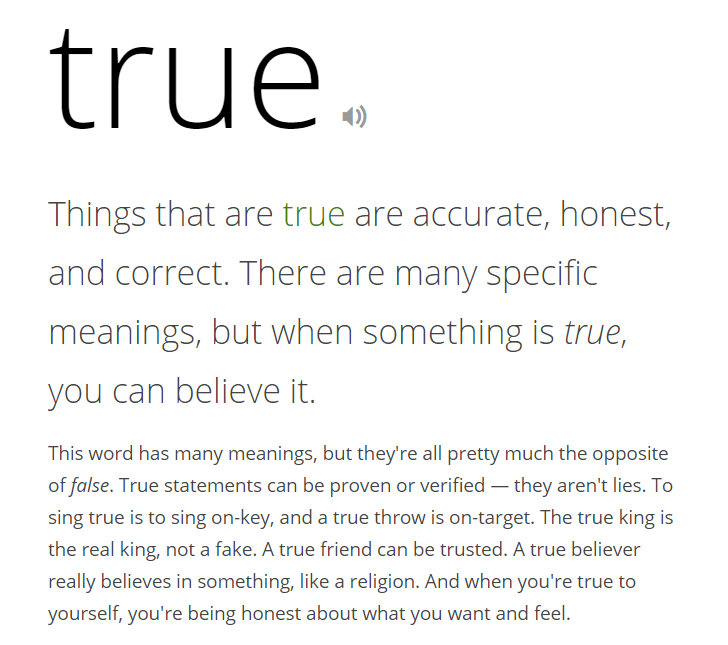 true
Things that are true are accurate, honest,
and correct. There are many specific
meanings, but when something is true,
you can believe it.
This word has many meanings, but they're all pretty much the opposite
of false. True statements can be proven or verified — they aren't lies. To
sing true is to sing on-key, and a true throw is on-target. The true king is
the real king, not a fake. A true friend can be trusted. A true believer
really believes in something, like a religion. And when you're true to
yourself, you're being honest about what you want and feel.